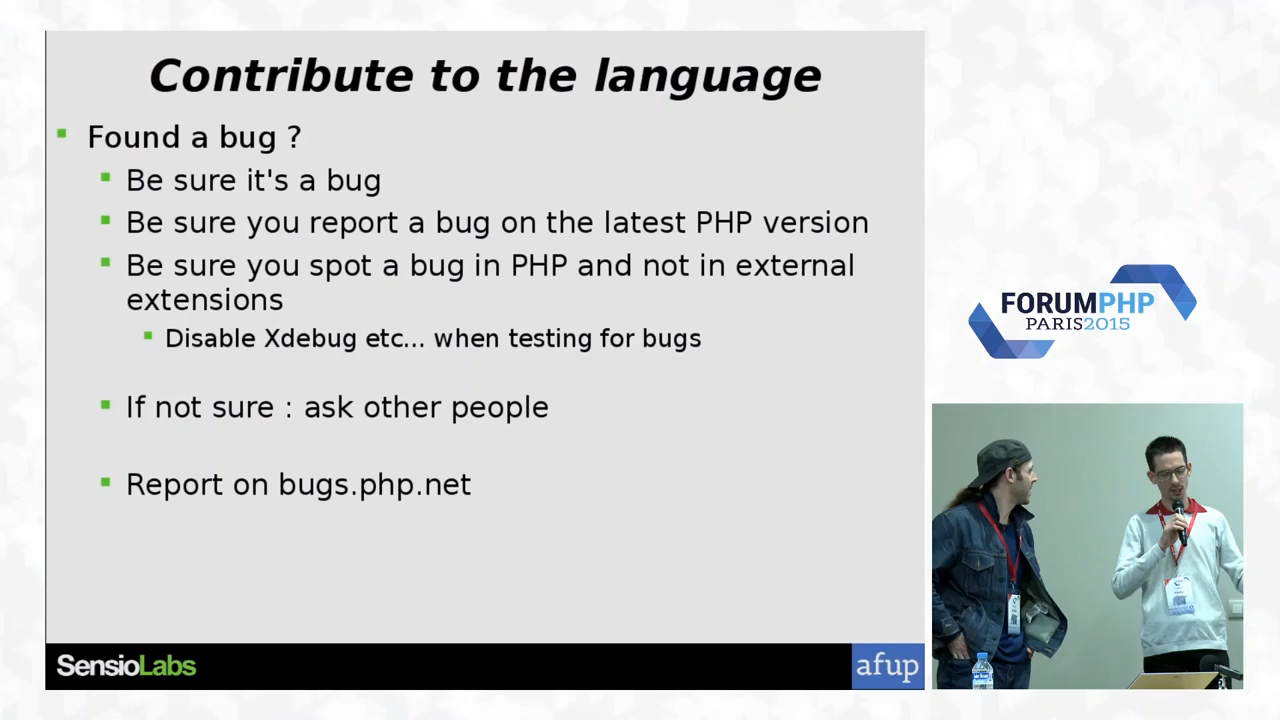 Contribute to the language
Found a bug ?
Be sure it's a bug
Be sure you report a bug on the latest PHP version
Be sure you spot a bug in PHP and not in external
extensions
Disable Xdebug etc... when testing for bugs
If not sure : ask other people
Report on bugs.php.net
SensioLabs
afup
FORUMPHP
PARIS2015